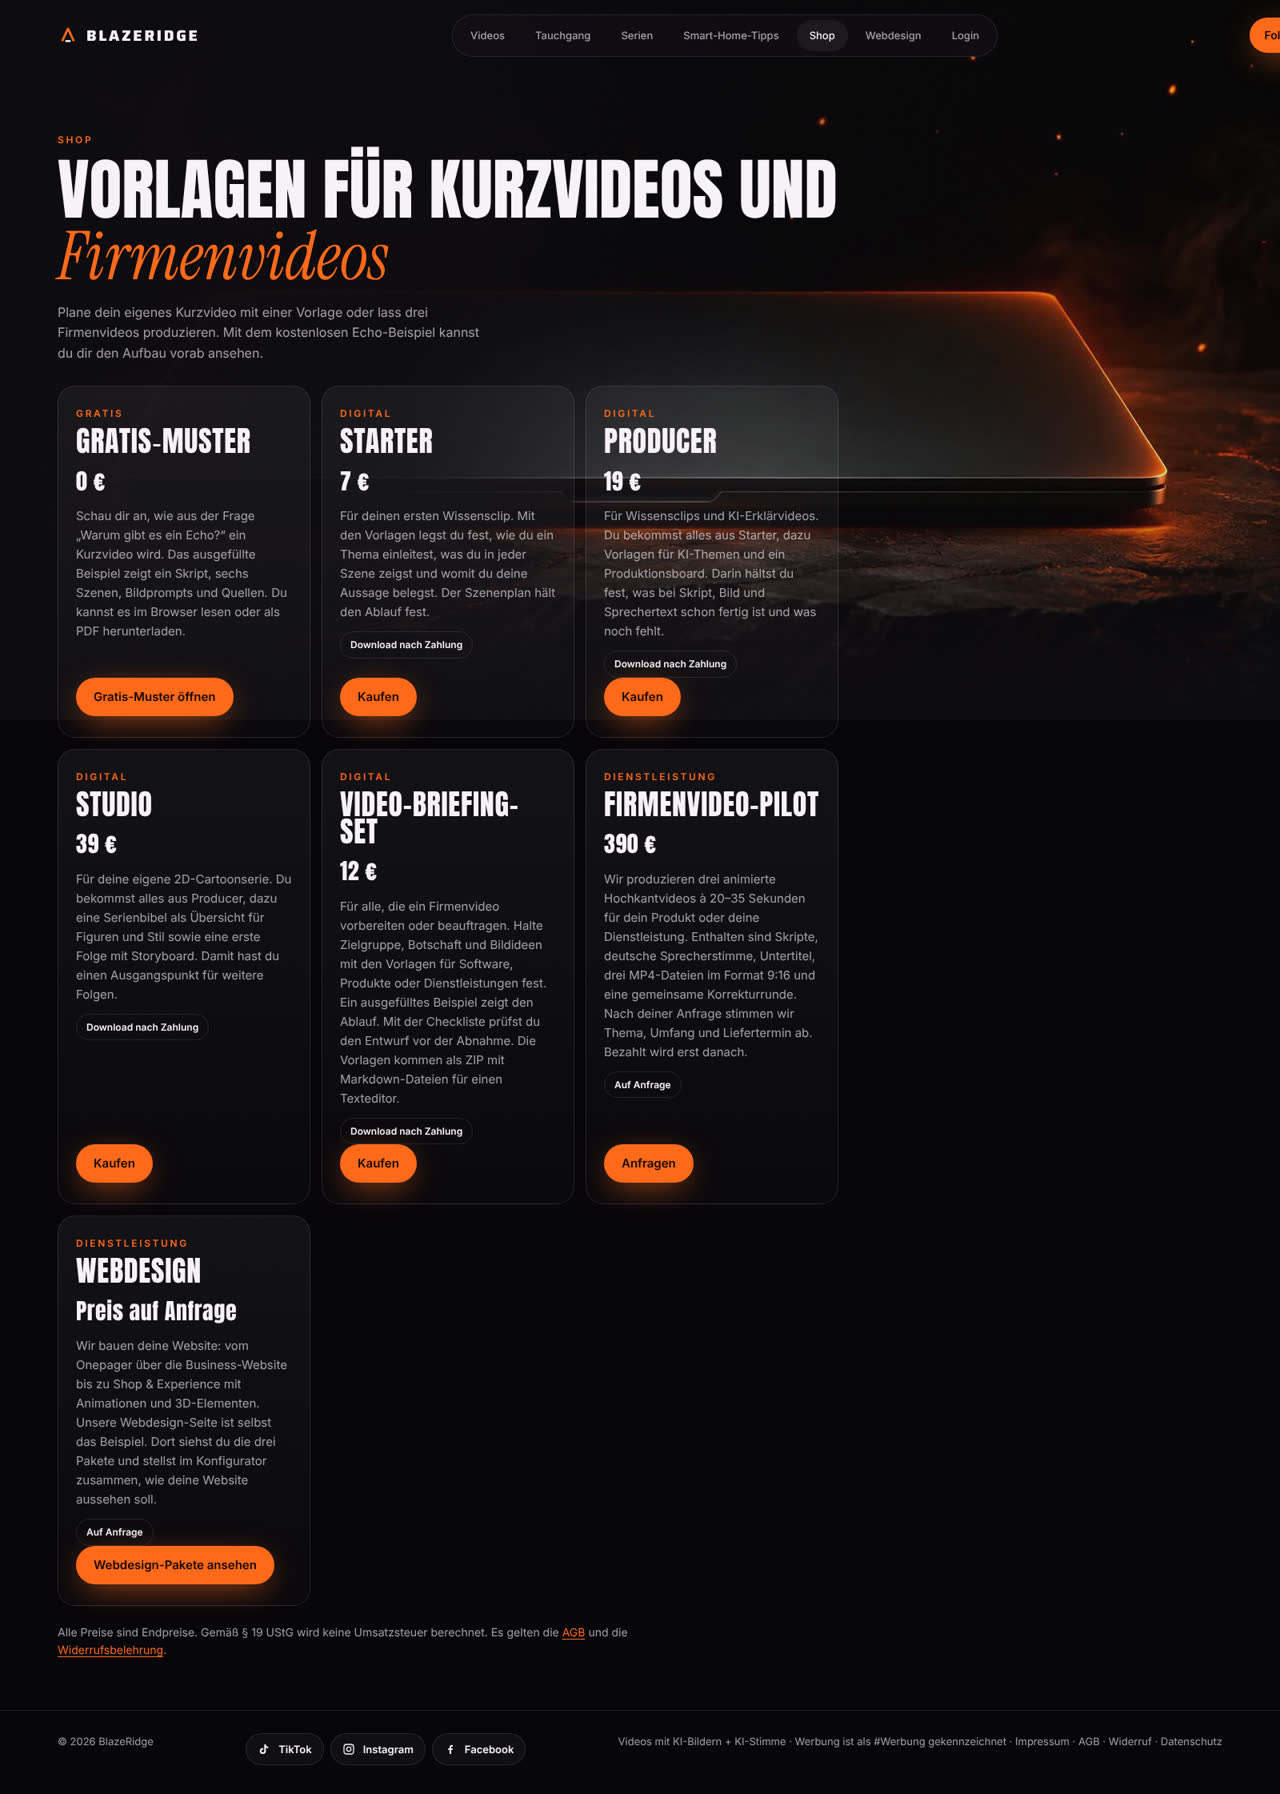 BLAZERIDGE
Videos Tauchgang Serien Smart-Home-Tipps Shop Webdesign Login
SHOP
VORLAGEN FÜR KURZVIDEOS UND
Firmenvideos
Plane dein eigenes Kurzvideo mit einer Vorlage oder lass drei
Firmenvideos produzieren. Mit dem kostenlosen Echo-Beispiel kannst
du dir den Aufbau vorab ansehen.
GRATIS
GRATIS-MUSTER
0 €
Schau dir an, wie aus der Frage
„Warum gibt es ein Echo?“ ein
Kurzvideo wird. Das ausgefüllte
Beispiel zeigt ein Skript, sechs
Szenen, Bildprompts und Quellen. Du
kannst es im Browser lesen oder als
PDF herunterladen.
Gratis-Muster öffnen
DIGITAL
STARTER
7 €
Für deinen ersten Wissensclip. Mit
den Vorlagen legst du fest, wie du ein
Thema einleitest, was du in jeder
Szene zeigst und womit du deine
Aussage belegst. Der Szenenplan hält
den Ablauf fest.
Download nach Zahlung
Kaufen
DIGITAL
PRODUCER
19 €
Für Wissensclips und KI-Erklärvideos.
Du bekommst alles aus Starter, dazu
Vorlagen für KI-Themen und ein
Produktionsboard. Darin hältst du
fest, was bei Skript, Bild und
Sprechertext schon fertig ist und was
noch fehlt.
Download nach Zahlung
Kaufen
DIGITAL
STUDIO
39 €
Für deine eigene 2D-Cartoonserie. Du
bekommst alles aus Producer, dazu
eine Serienbibel als Übersicht für
Figuren und Stil sowie eine erste
Folge mit Storyboard. Damit hast du
einen Ausgangspunkt für weitere
Folgen.
Download nach Zahlung
Kaufen
DIGITAL
VIDEO-BRIEFING-
SET
12 €
Für alle, die ein Firmenvideo
vorbereiten oder beauftragen. Halte
Zielgruppe, Botschaft und Bildideen
mit den Vorlagen für Software,
Produkte oder Dienstleistungen fest.
Ein ausgefülltes Beispiel zeigt den
Ablauf. Mit der Checkliste prüfst du
den Entwurf vor der Abnahme. Die
Vorlagen kommen als ZIP mit
Markdown-Dateien für einen
Texteditor.
Download nach Zahlung
Kaufen
DIENSTLEISTUNG
FIRMENVIDEO-PILOT
390 €
Wir produzieren drei animierte
Hochkantvideos à 20–35 Sekunden
für dein Produkt oder deine
Dienstleistung. Enthalten sind Skripte,
deutsche Sprecherstimme, Untertitel,
drei MP4-Dateien im Format 9:16 und
eine gemeinsame Korrekturrunde.
Nach deiner Anfrage stimmen wir
Thema, Umfang und Liefertermin ab.
Bezahlt wird erst danach.
Auf Anfrage
Anfragen
DIENSTLEISTUNG
WEBDESIGN
Preis auf Anfrage
Wir bauen deine Website: vom
Onepager über die Business-Website
bis zu Shop & Experience mit
Animationen und 3D-Elementen.
Unsere Webdesign-Seite ist selbst
das Beispiel. Dort siehst du die drei
Pakete und stellst im Konfigurator
zusammen, wie deine Website
aussehen soll.
Auf Anfrage
Webdesign-Pakete ansehen
Alle Preise sind Endpreise. Gemäß § 19 UStG wird keine Umsatzsteuer berechnet. Es gelten die AGB und die
Widerrufsbelehrung.
© 2026 BlazeRidge
TikTok Instagram Facebook
Videos mit KI-Bildern + KI-Stimme · Werbung ist als #Werbung gekennzeichnet · Impressum · AGB · Widerruf · Datenschutz